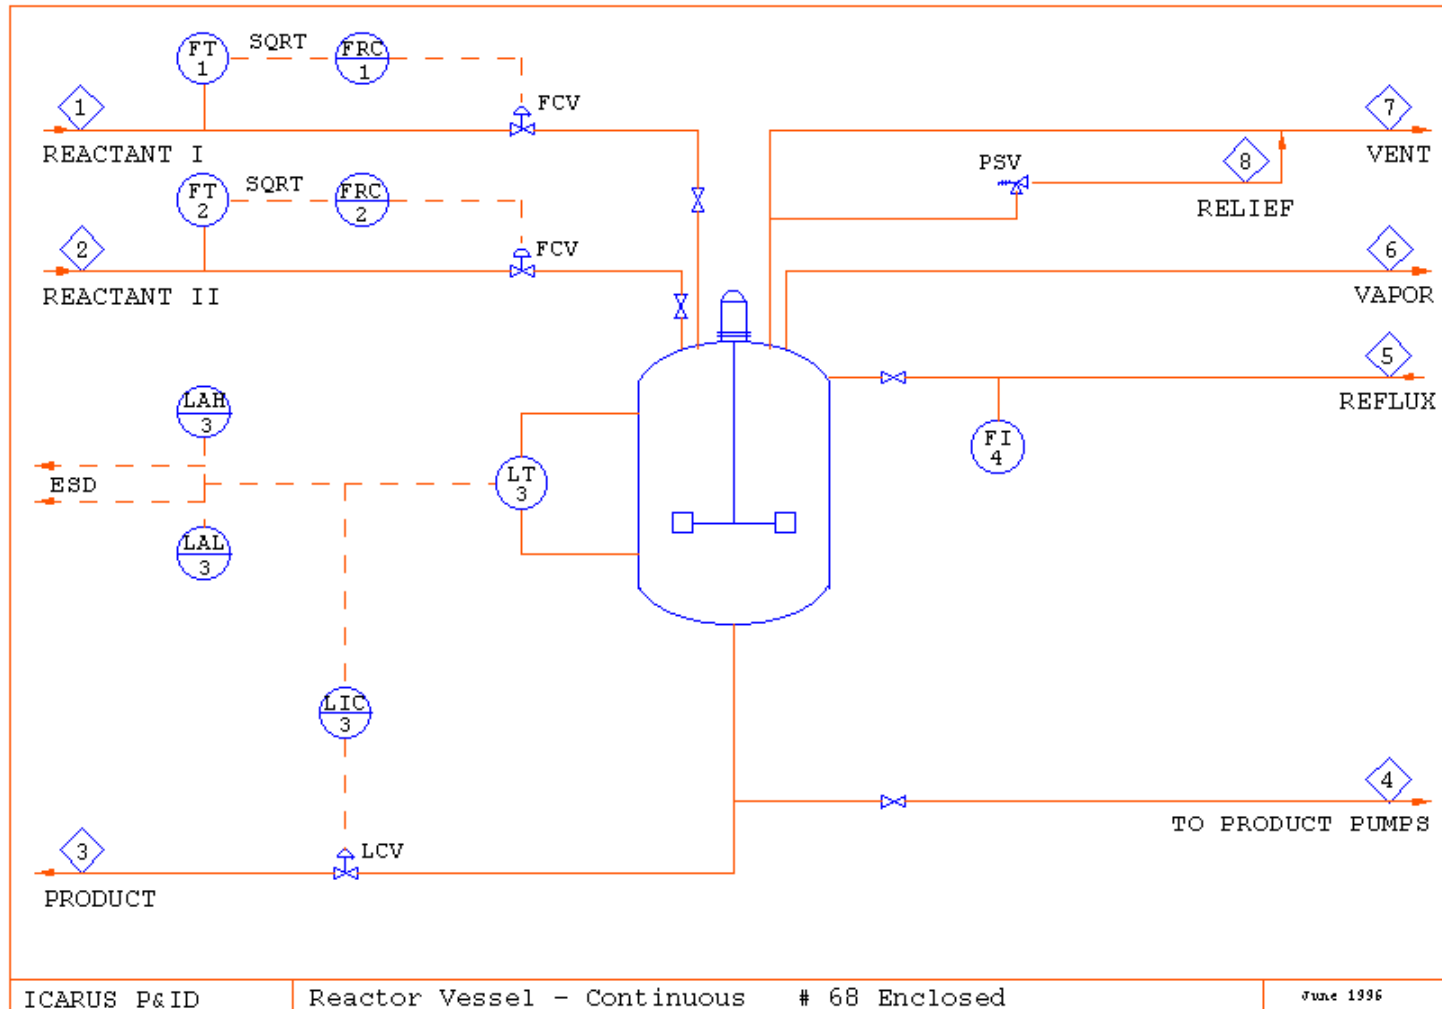 FT
1
SQRT
FRC
1
FCV
1
REACTANT I
7
VENT
PSV
8
RELIEF
FT
2
SQRT
FRC
2
FCV
2
REACTANT II
6
VAPOR
5
REFLUX
FI
4
LAH
3
ESD
LT
3
LAL
3
LIC
3
LCV
4
TO PRODUCT PUMPS
3
PRODUCT
ICARUS P&ID
Reactor Vessel - Continuous # 68 Enclosed
June 1996